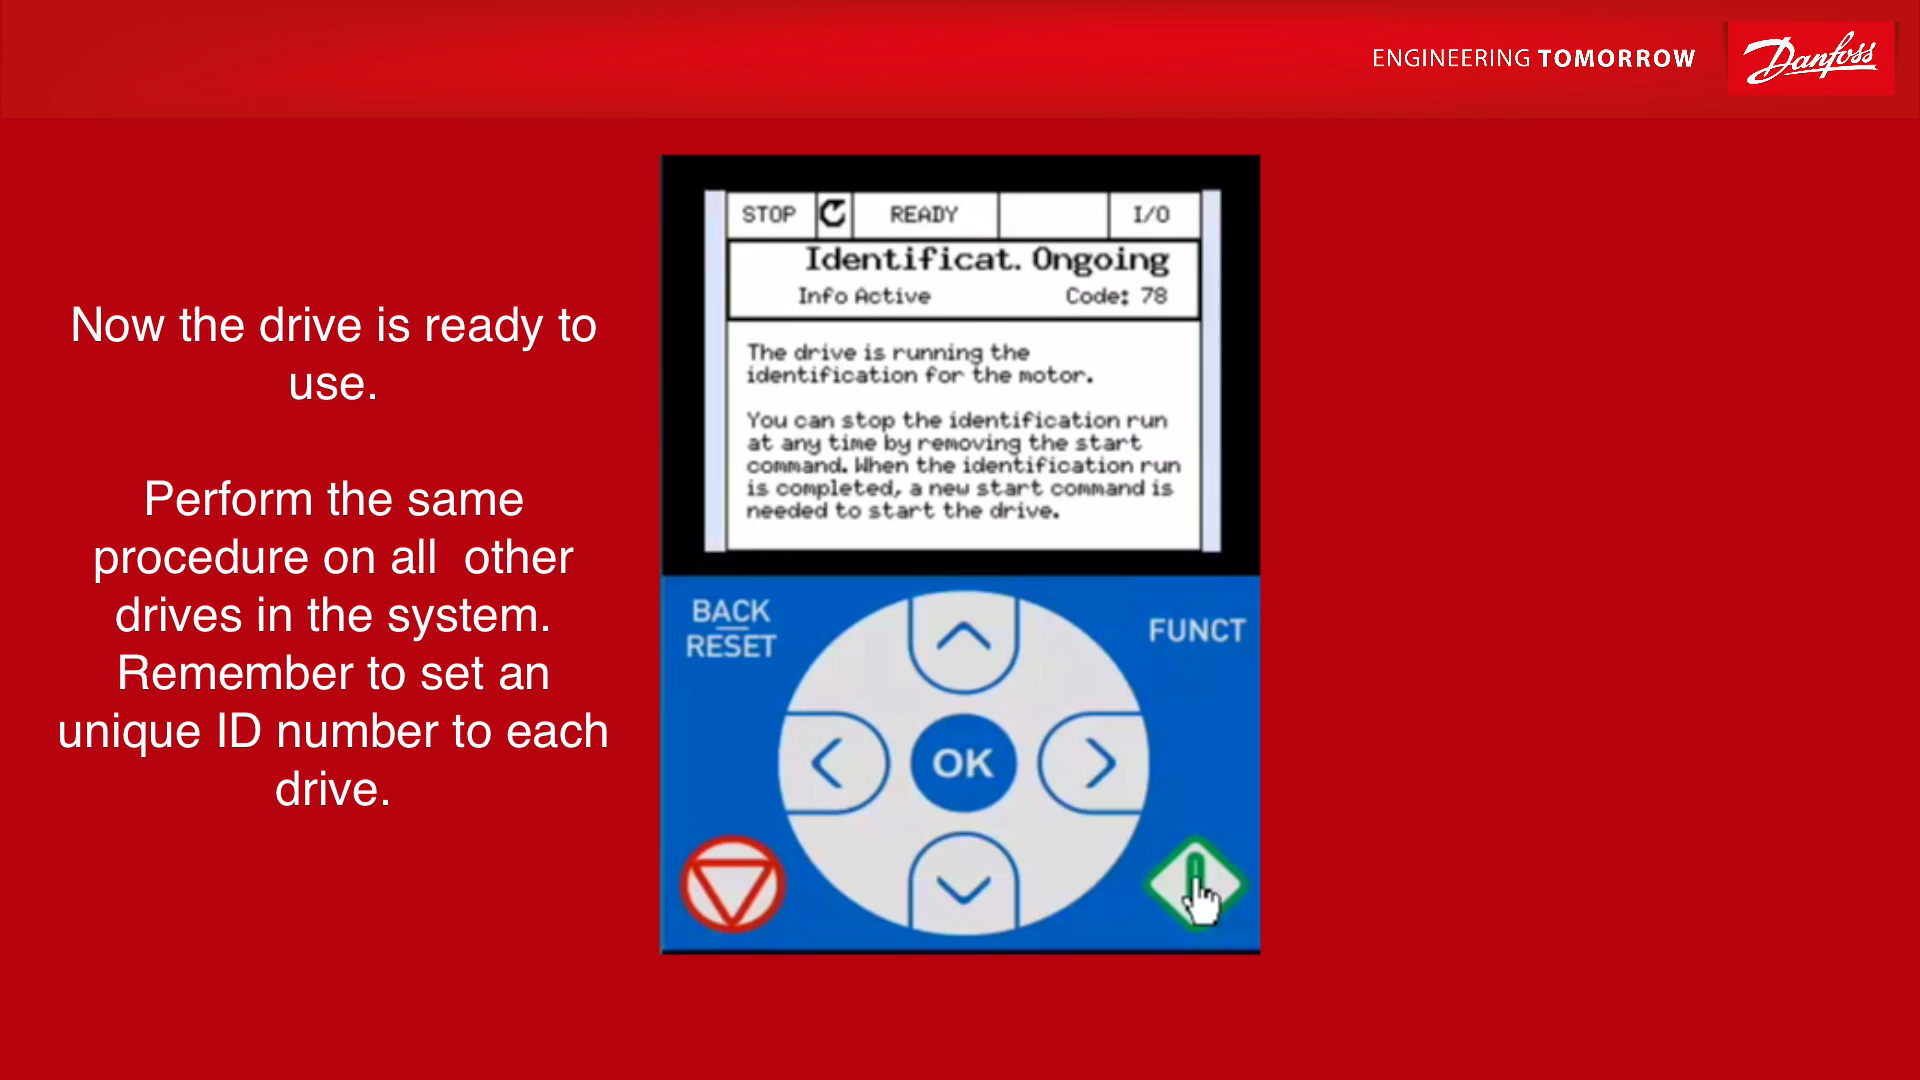 ENGINEERING TOMORROW
Danfoss
Now the drive is ready to
use.
Perform the same
procedure on all  other
drives in the system.
Remember to set an
unique ID number to each
drive.
STOP READY I/O
Identificat. Ongoing
Info Active Code: 78
The drive is running the
identification for the motor.
You can stop the identification run
at any time by removing the start
command. When the identification run
is completed, a new start command is
needed to start the drive.
BACK
RESET
FUNCT
OK